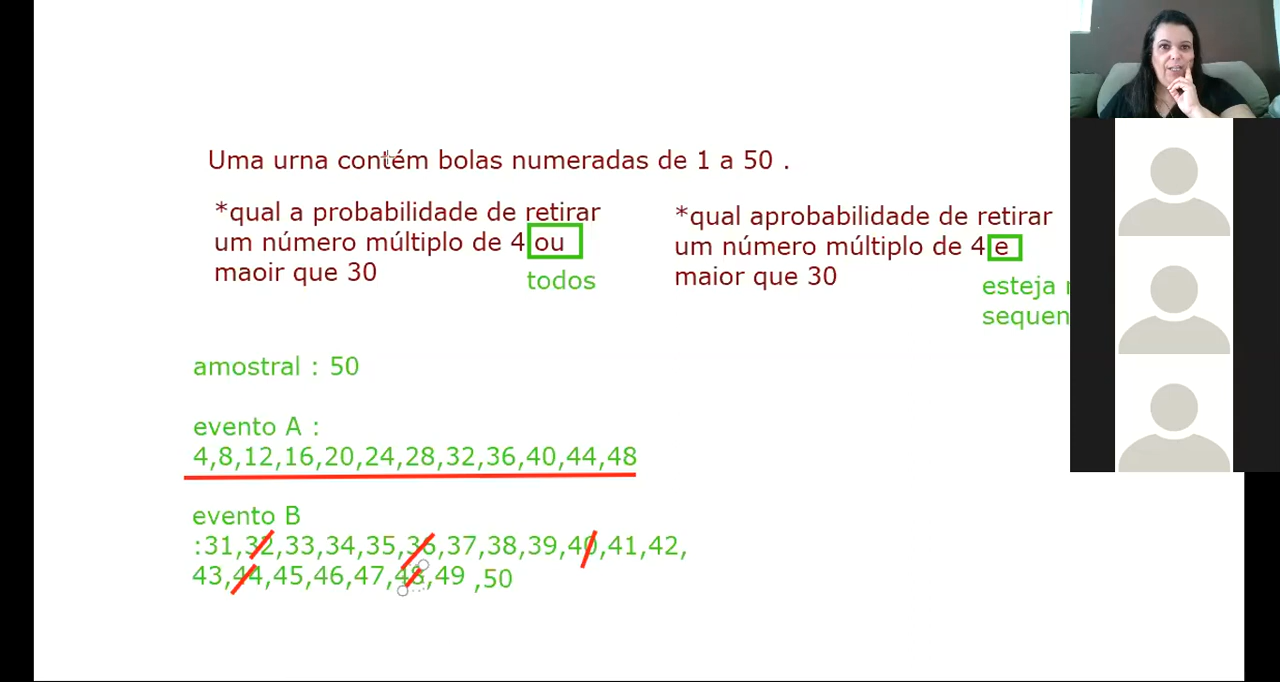 Uma urna contém bolas numeradas de 1 a 50 .
*qual a probabilidade de retirar
um número múltiplo de 4 ou
maoir que 30
todos
*qual aprobabilidade de retirar
um número múltiplo de 4 e
maior que 30
esteja
sequen
amostral : 50
evento A :
4,8,12,16,20,24,28,32,36,40,44,48
evento B
:31,32,33,34,35,36,37,38,39,40,41,42,
43,44,45,46,47,48,49 ,50